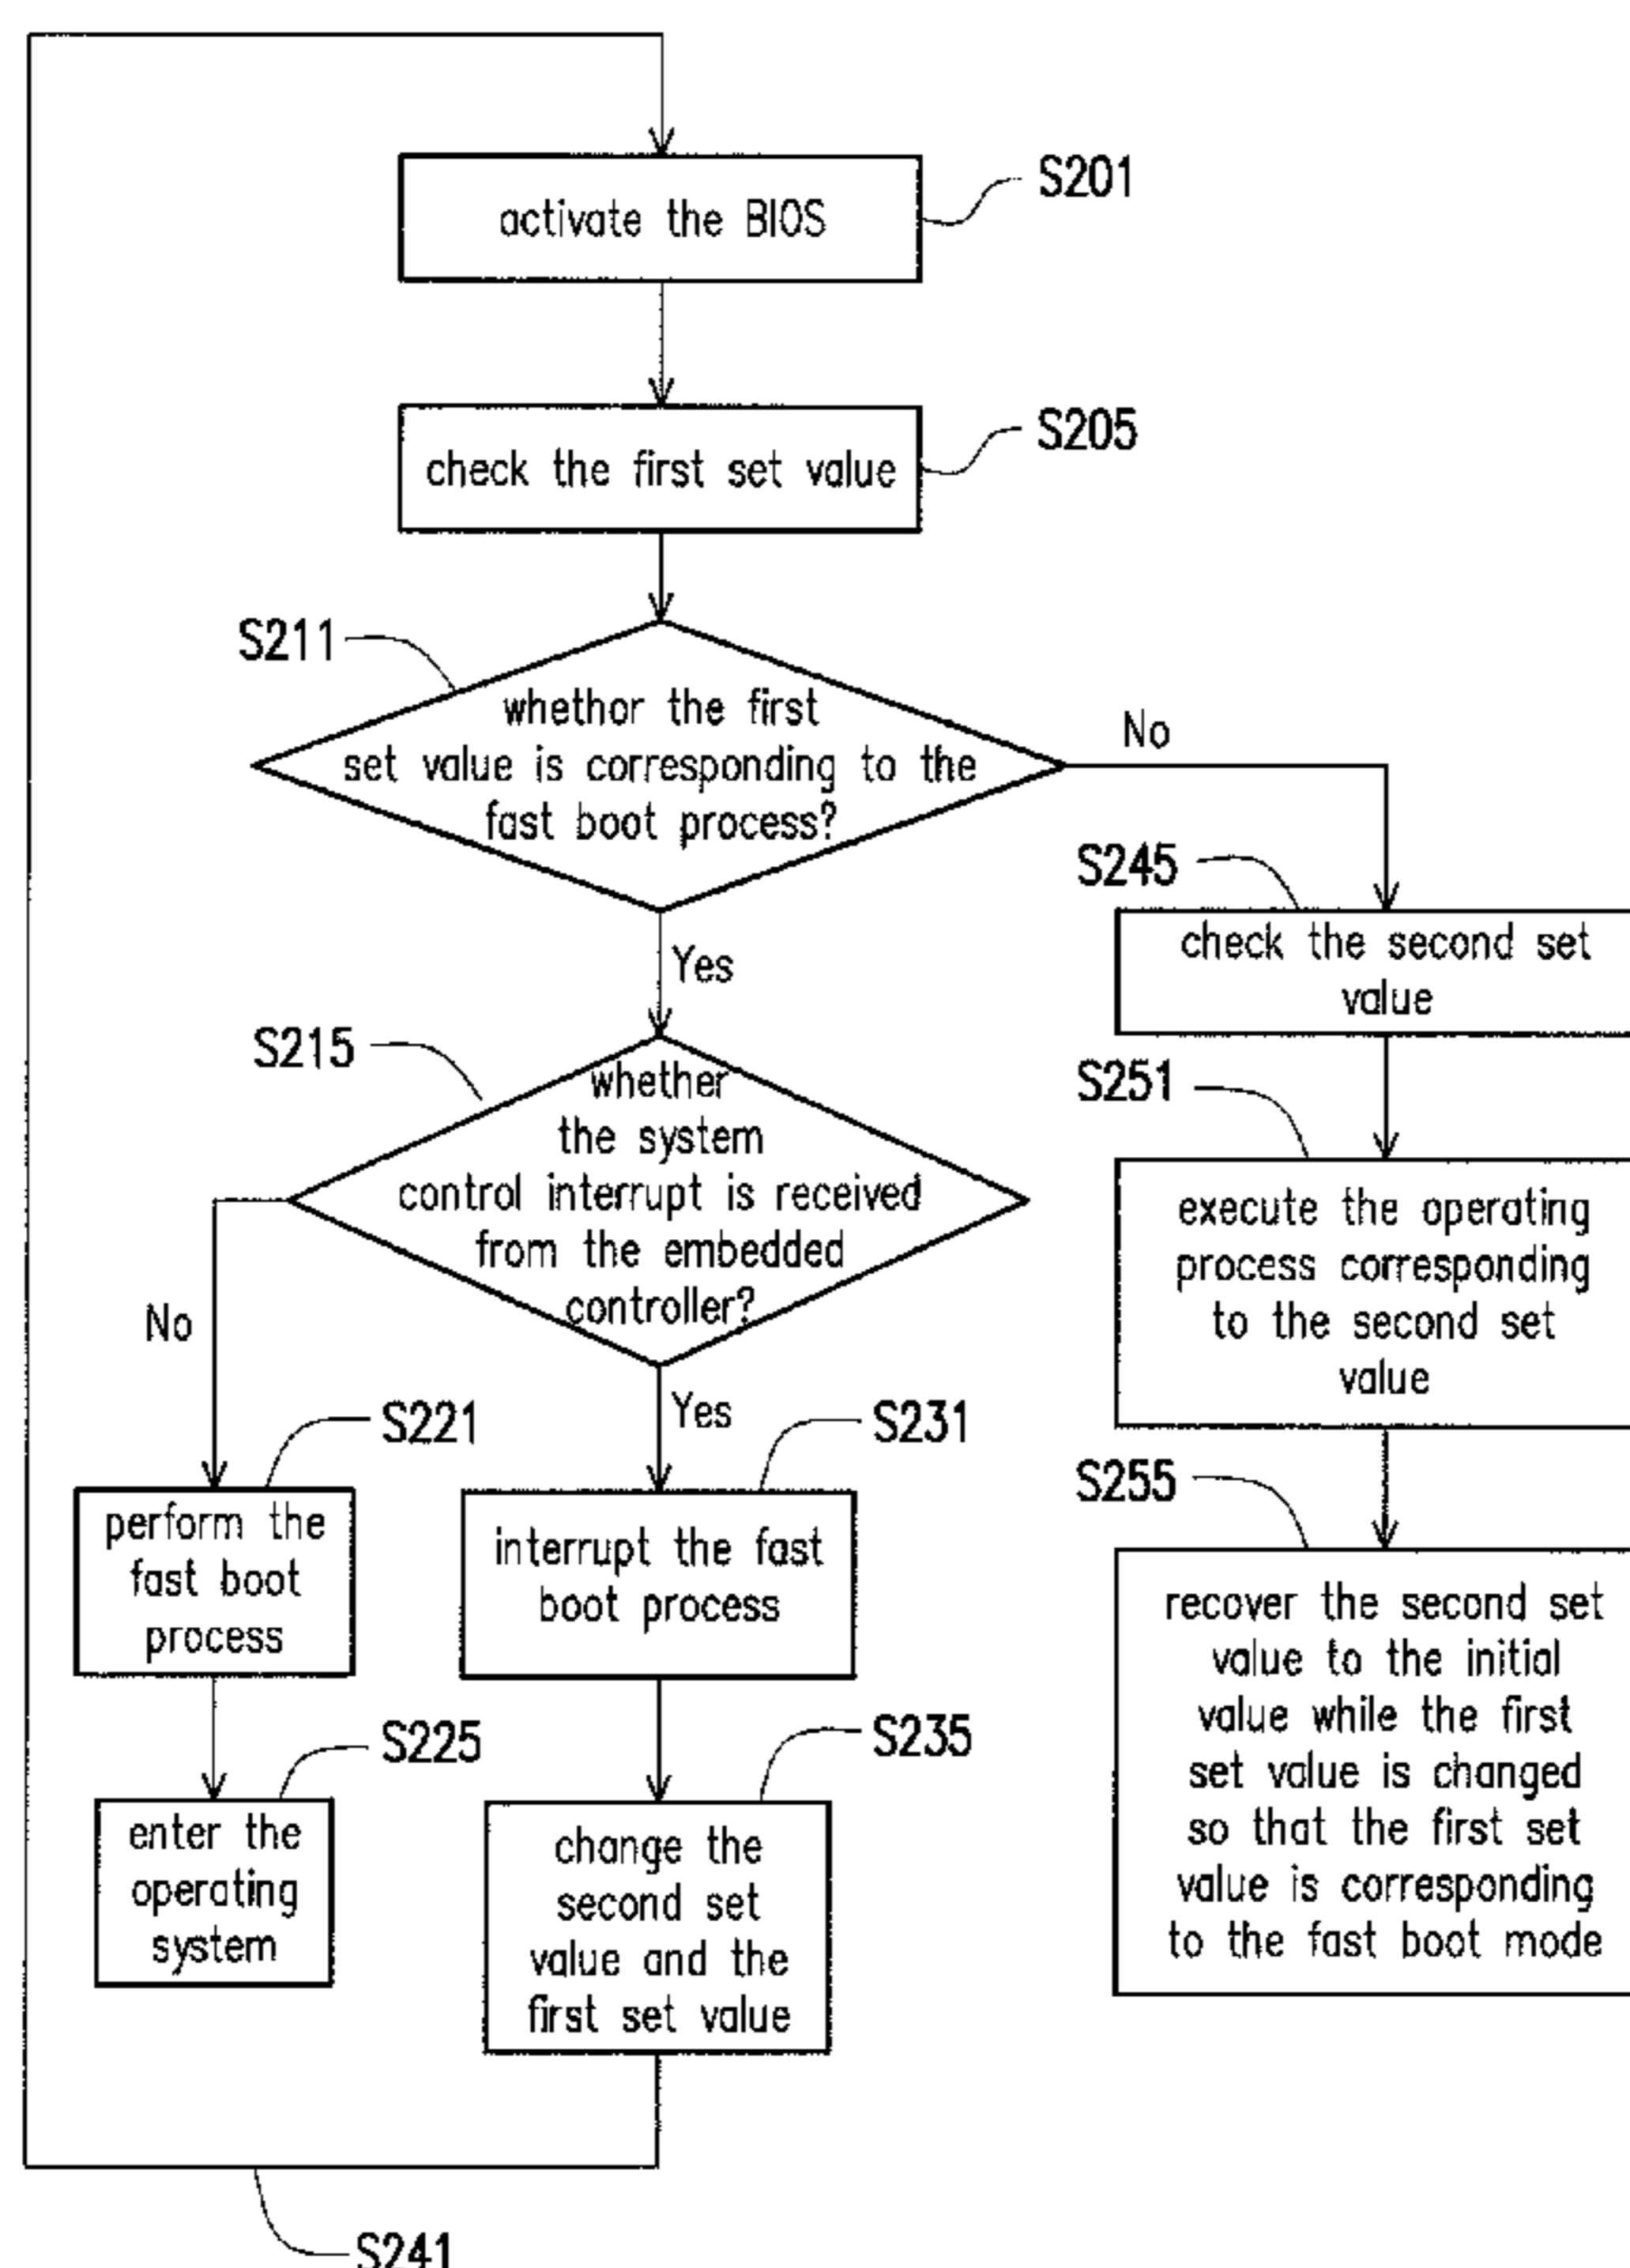 activate the BIOS
S201
check the first set value
S205
S211
whethor the first
set value is corresponding to the
fast boot process?
No
Yes
S245
check the second set
value
S215
whether
the system
control interrupt is received
from the embedded
controller?
No
Yes
S251
execute the operating
process corresponding
to the second set
value
S221
perform the
fast boot
process
S231
interrupt the fast
boot process
S255
recover the second set
value to the initial
value while the first
set value is changed
so that the first set
value is corresponding
to the fast boot mode
S225
enter the
operating
system
S235
change the
second set
value and the
first set value
S241